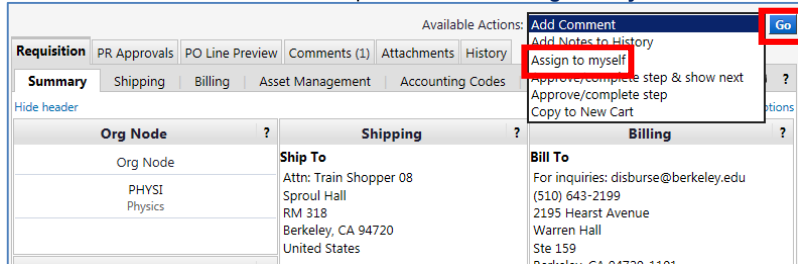 Available Actions: Add Comment Go
Add Notes to History
Assign to myself
Approve/complete step & show next
Approve/complete step
Copy to New Cart
Requisition PR Approvals PO Line Preview Comments (1) Attachments History
Summary Shipping Billing Asset Management Accounting Codes ?
Hide header
Org Node ? Shipping ? Billing ?
Org Node
PHYSI
Physics
Ship To
Attn: Train Shopper 08
Sproul Hall
RM 318
Berkeley, CA 94720
United States
Bill To
For inquiries: disburse@berkeley.edu
(510) 643-2199
2195 Hearst Avenue
Warren Hall
Ste 159
Berkeley, CA 94720-1101